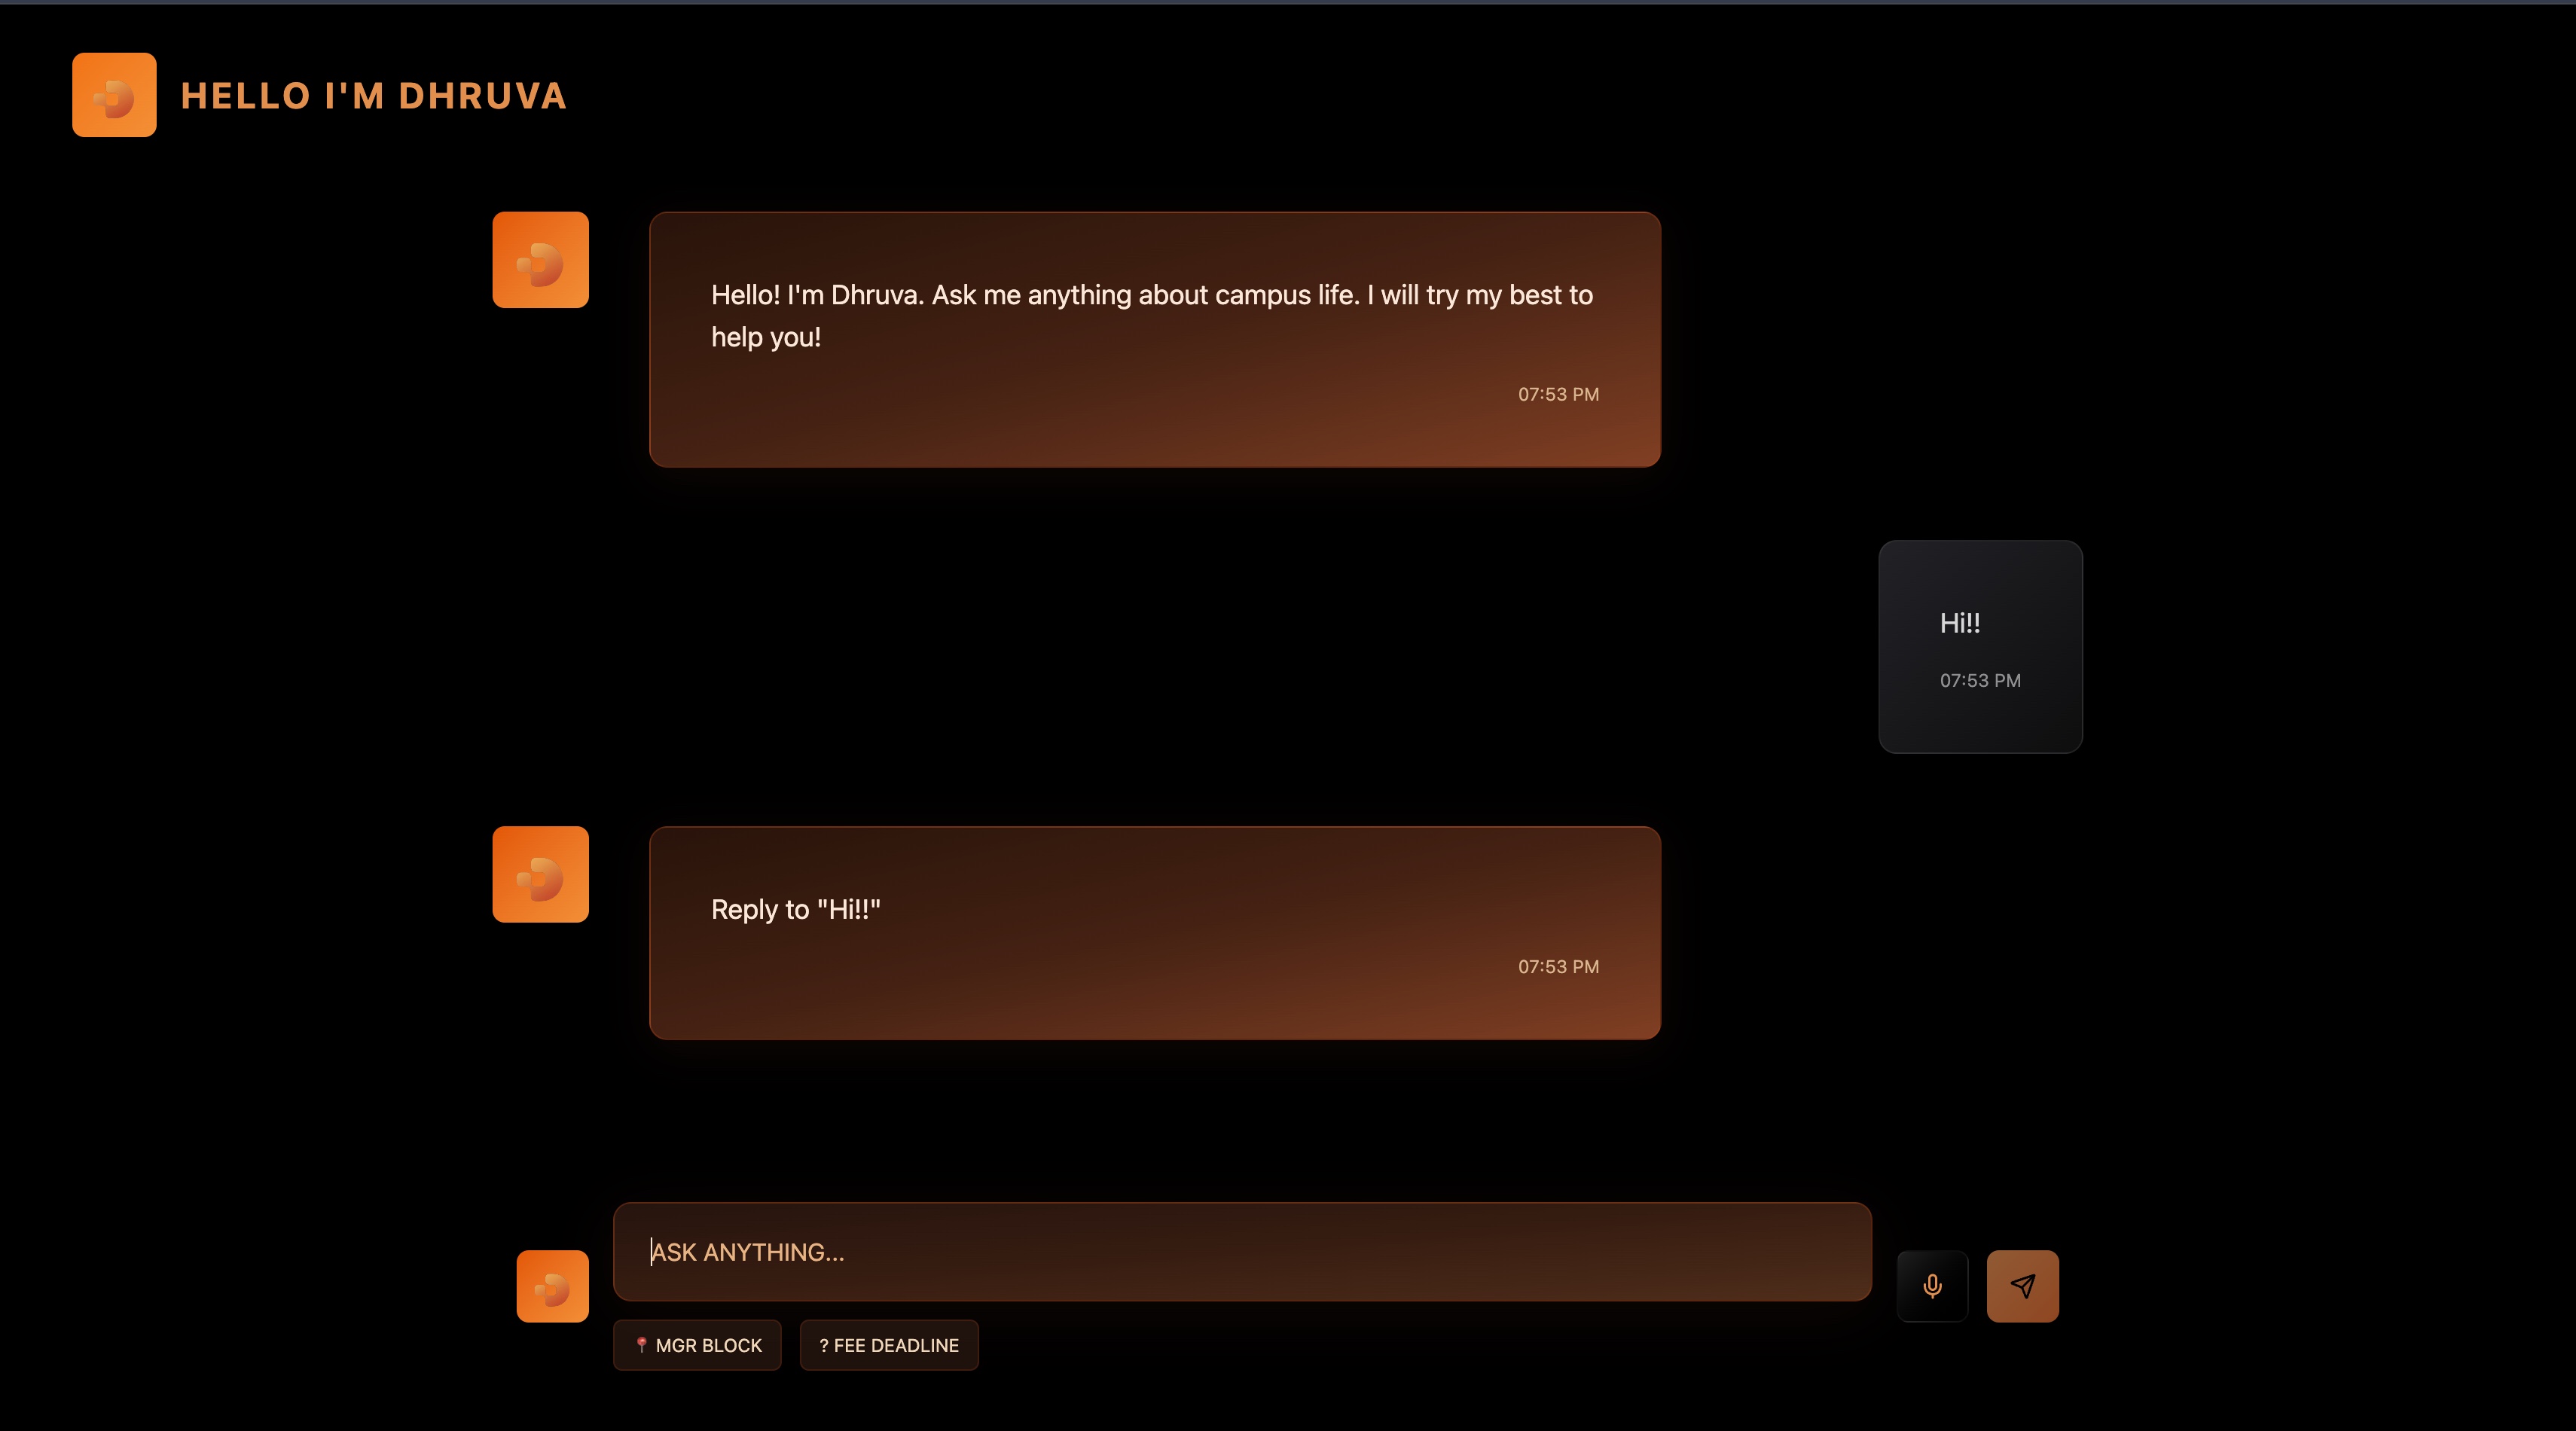 HELLO I'M DHRUVA
Hello! I'm Dhruva. Ask me anything about campus life. I will try my best to
help you!
07:53 PM
Hi!!
07:53 PM
Reply to "Hi!!"
07:53 PM
ASK ANYTHING...
📍 MGR BLOCK
? FEE DEADLINE